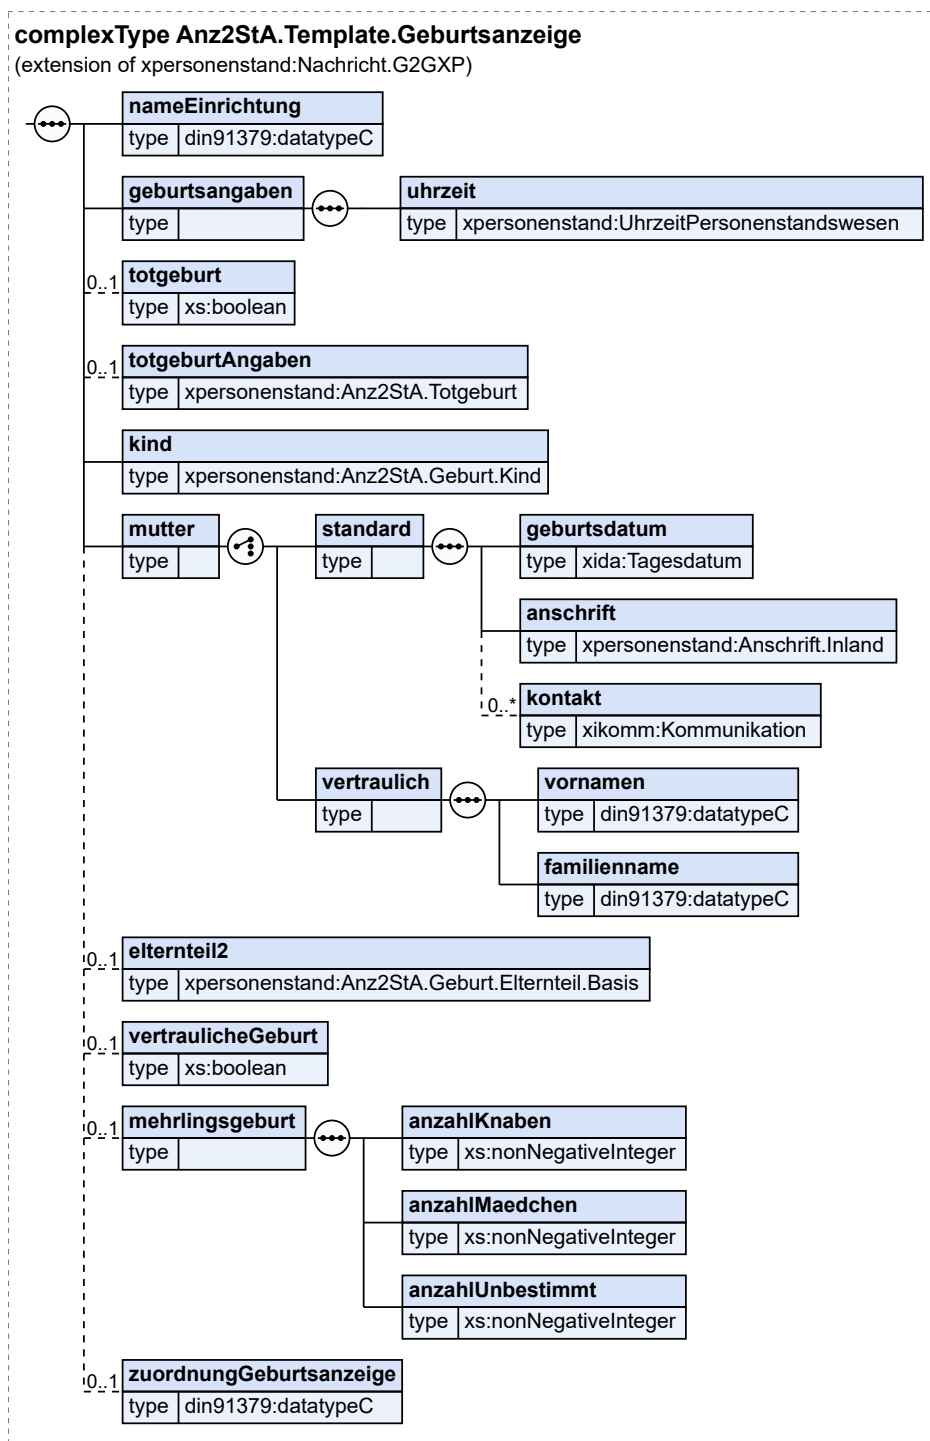 complexType Anz2StA.Template.Geburtsanzeige
(extension of xpersonenstand:Nachricht.G2GXP)
nameEinrichtung
type din91379:datatypeC
geburtsangaben
type
uhrzeit
type xpersonenstand:UhrzeitPersonenstandswesen
0..1
totgeburt
type xs:boolean
0..1
totgeburtAngaben
type xpersonenstand:Anz2StA.Totgeburt
kind
type xpersonenstand:Anz2StA.Geburt.Kind
mutter
type
standard
type
geburtsdatum
type xida:Tagesdatum
anschrift
type xpersonenstand:Anschrift.Inland
0..*
kontakt
type xikomm:Kommunikation
vertraulich
type
vornamen
type din91379:datatypeC
familienname
type din91379:datatypeC
0..1
elternteil2
type xpersonenstand:Anz2StA.Geburt.Elternteil.Basis
0..1
vertraulicheGeburt
type xs:boolean
0..1
mehrlingsgeburt
type
anzahlKnaben
type xs:nonNegativeInteger
anzahlMaedchen
type xs:nonNegativeInteger
anzahlUnbestimmt
type xs:nonNegativeInteger
0..1
zuordnungGeburtsanzeige
type din91379:datatypeC